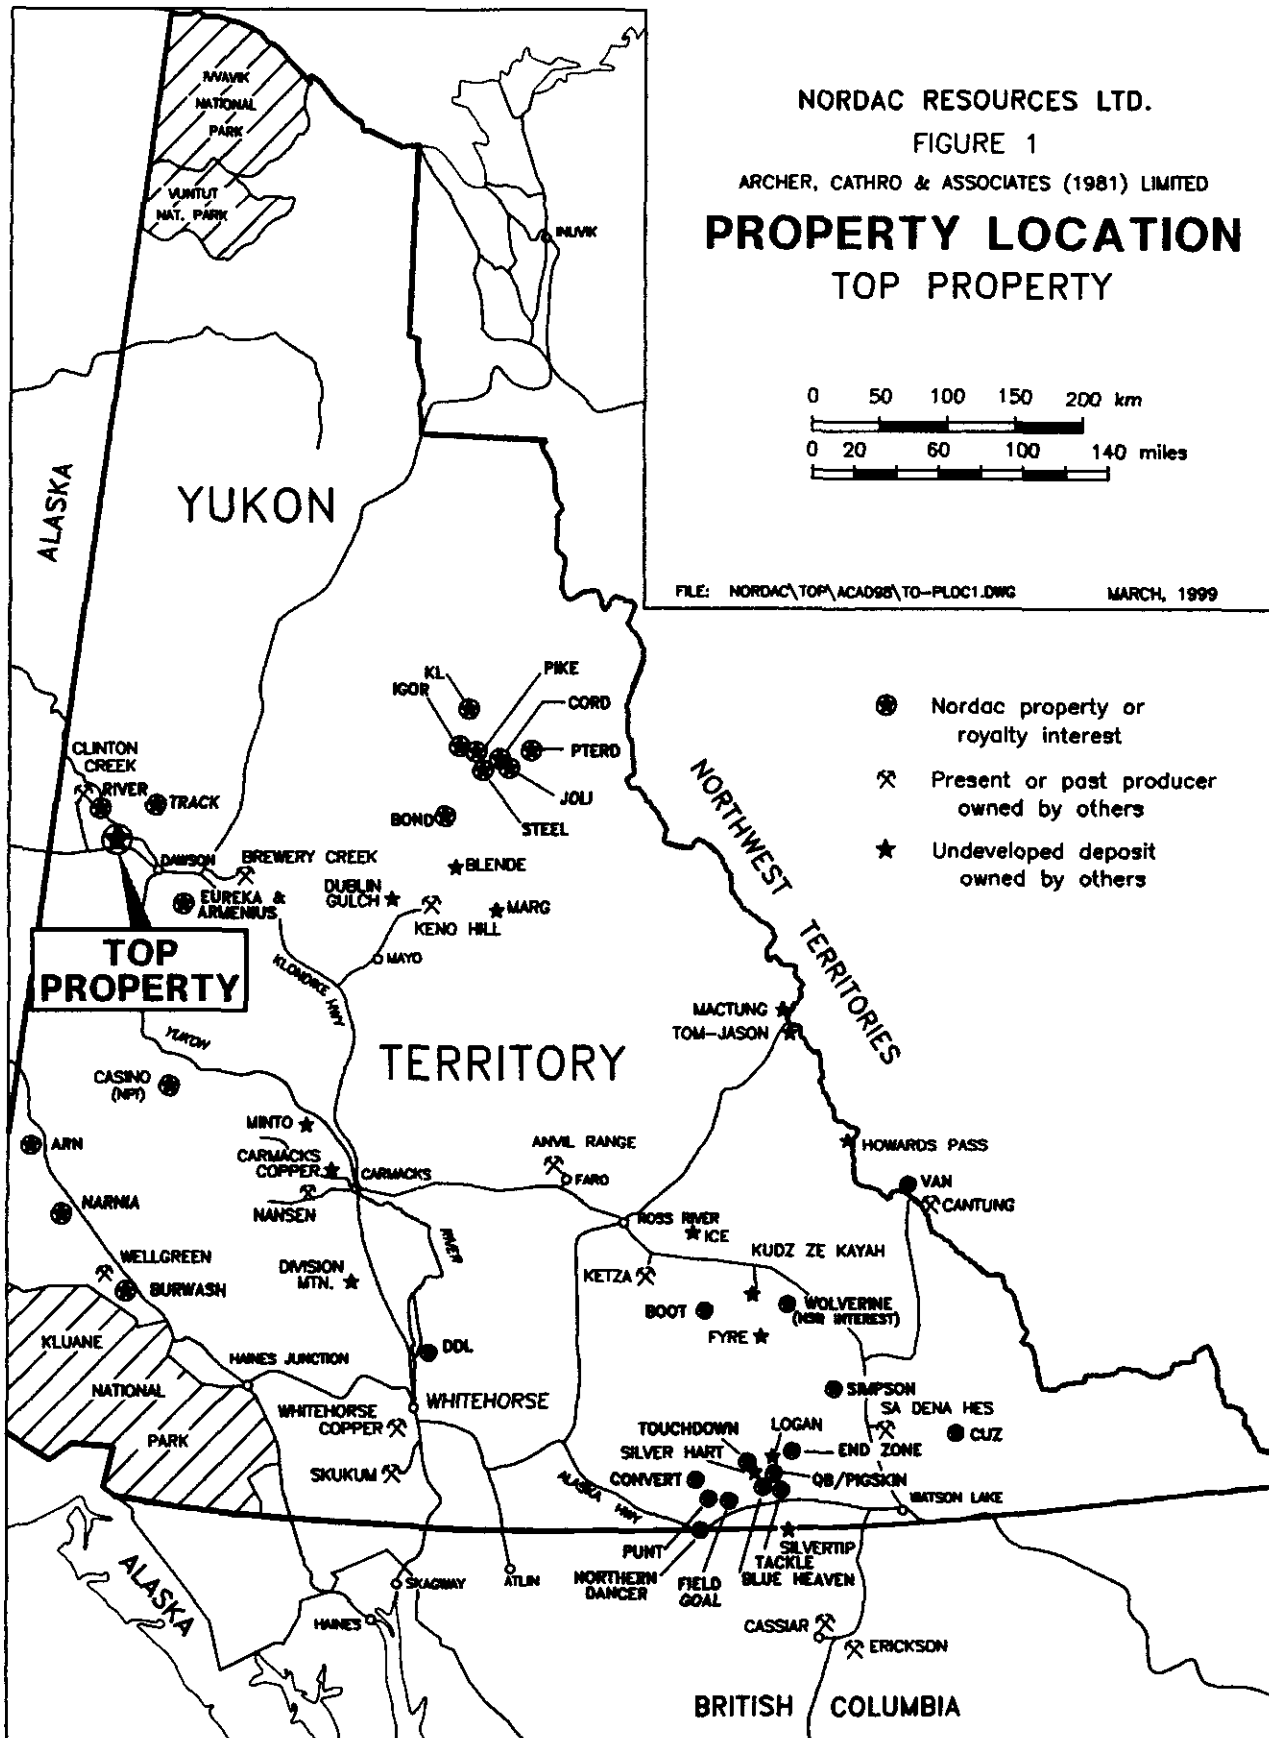 NORDAC RESOURCES LTD.
FIGURE 1
ARCHER, CATHRO & ASSOCIATES (1981) LIMITED
PROPERTY LOCATION
TOP PROPERTY
0 50 100 150 200 km
0 20 60 100 140 miles
FILE: NORDAC\TOP\ACAD98\TO-PLOC1.DWG MARCH, 1999
Nordac property or
royalty interest
Present or past producer
owned by others
Undeveloped deposit
owned by others
IVVAVIK
NATIONAL
PARK
VUNTUT
NAT. PARK
INUVIK
ALASKA
YUKON
KL
IGOR
PIKE
CORD
PTERD
JOLI
STEEL
BOND
CLINTON
CREEK
RIVER
TRACK
DAWSON
BREWERY CREEK
EUREKA &
ARMENIUS
BLENDE
DUBLIN
GULCH
MARG
KENO HILL
MAYO
TOP
PROPERTY
KLONDIKE HWY
NORTHWEST TERRITORIES
MACTUNG
TOM-JASON
YUKON
TERRITORY
CASINO
(NPI)
MINTO
ARN
CARMACKS
COPPER
CARMACKS
ANVIL RANGE
FARO
HOWARDS PASS
VAN
CANTUNG
NARNIA
NANSEN
RIVER
ROSS RIVER
ICE
KUDZ ZE KAYAH
WELLGREEN
BURWASH
DIVISION
MTN.
KETZA
BOOT
WOLVERINE
(NSR INTEREST)
FYRE
KLUANE
NATIONAL
PARK
HAINES JUNCTION
DDL
WHITEHORSE
WHITEHORSE
COPPER
SKUKUM
SIMPSON
SA DENA HES
CUZ
TOUCHDOWN
LOGAN
SILVER HART
END ZONE
CONVERT
QB/PIGSKIN
ALASKA HWY
WATSON LAKE
PUNT
SILVERTIP
TACKLE
NORTHERN
DANCER
FIELD
GOAL
BLUE HEAVEN
ALASKA
SKAGWAY
ATLIN
HAINES
CASSIAR
ERICKSON
BRITISH COLUMBIA